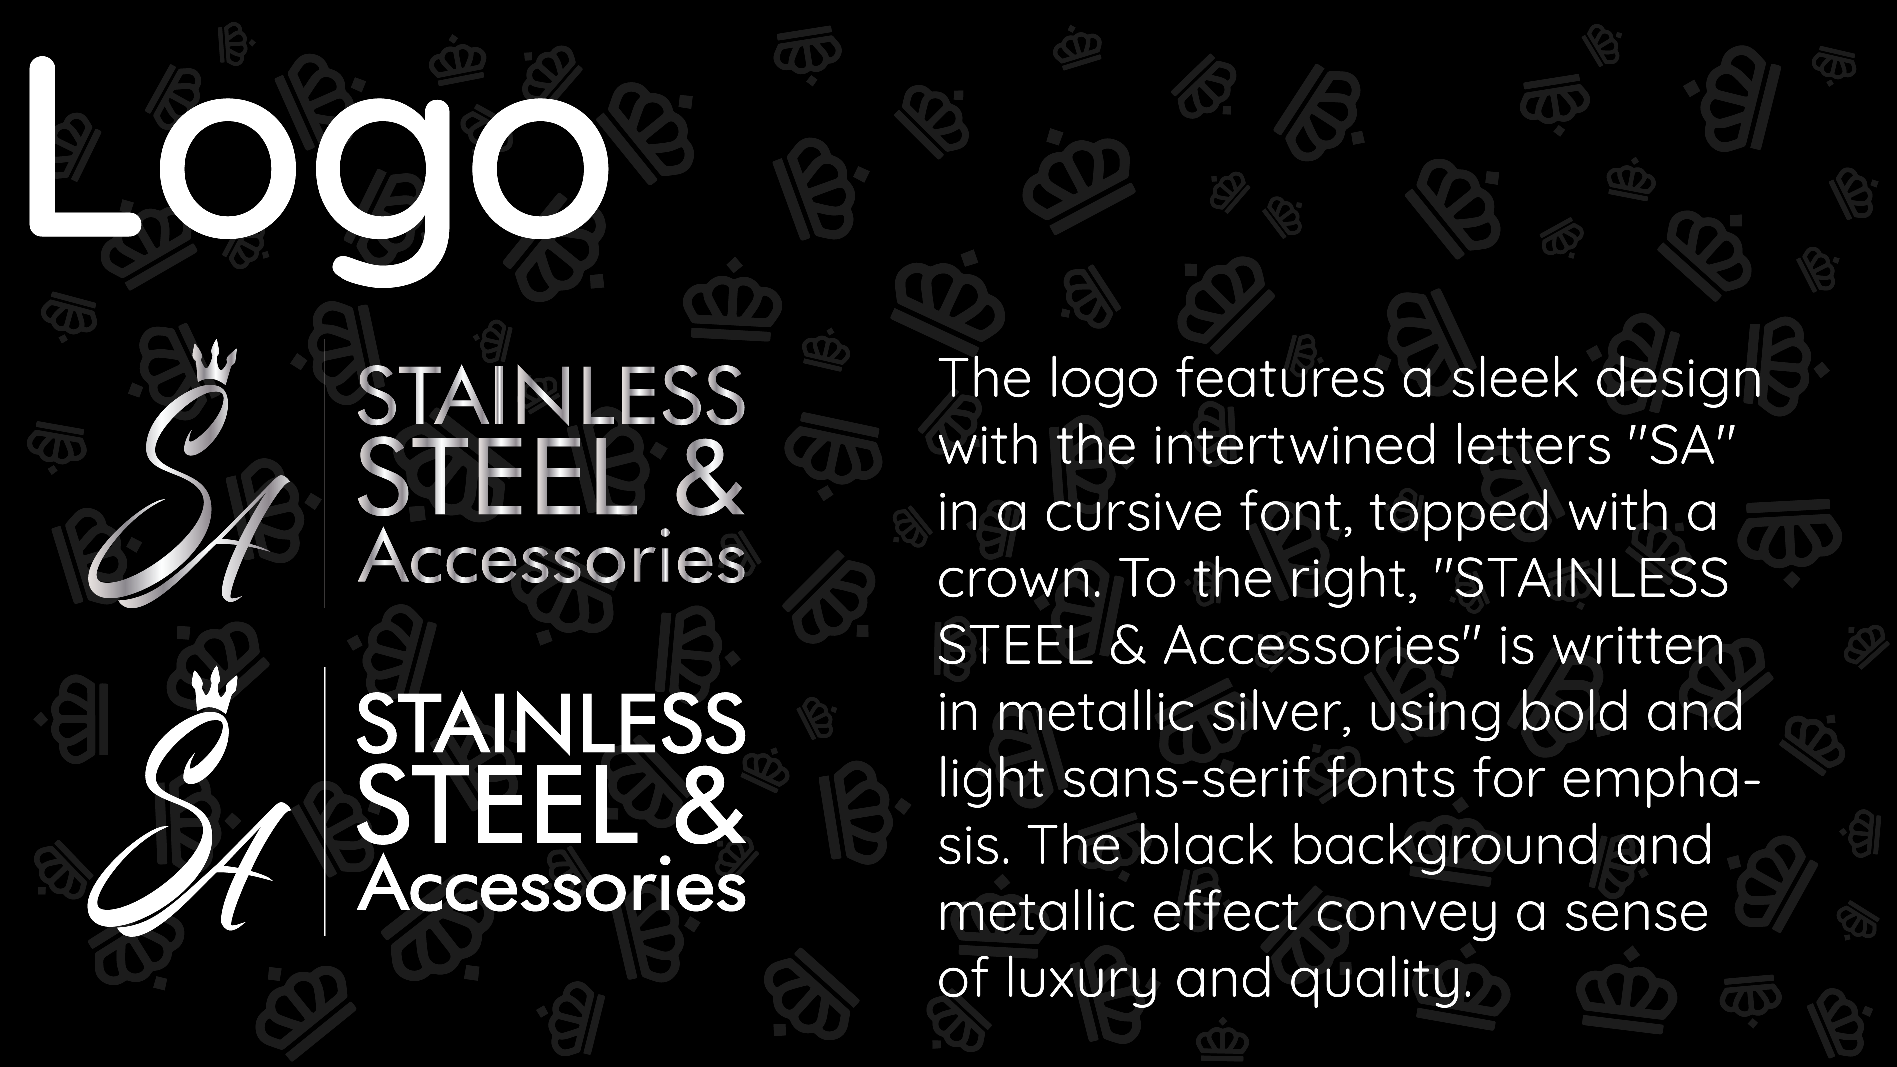 Logo
SA
STAINLESS
STEEL &
Accessories
SA
STAINLESS
STEEL &
Accessories
The logo features a sleek design
with the intertwined letters "SA"
in a cursive font, topped with a
crown. To the right, "STAINLESS
STEEL & Accessories" is written
in metallic silver, using bold and
light sans-serif fonts for empha-
sis. The black background and
metallic effect convey a sense
of luxury and quality.